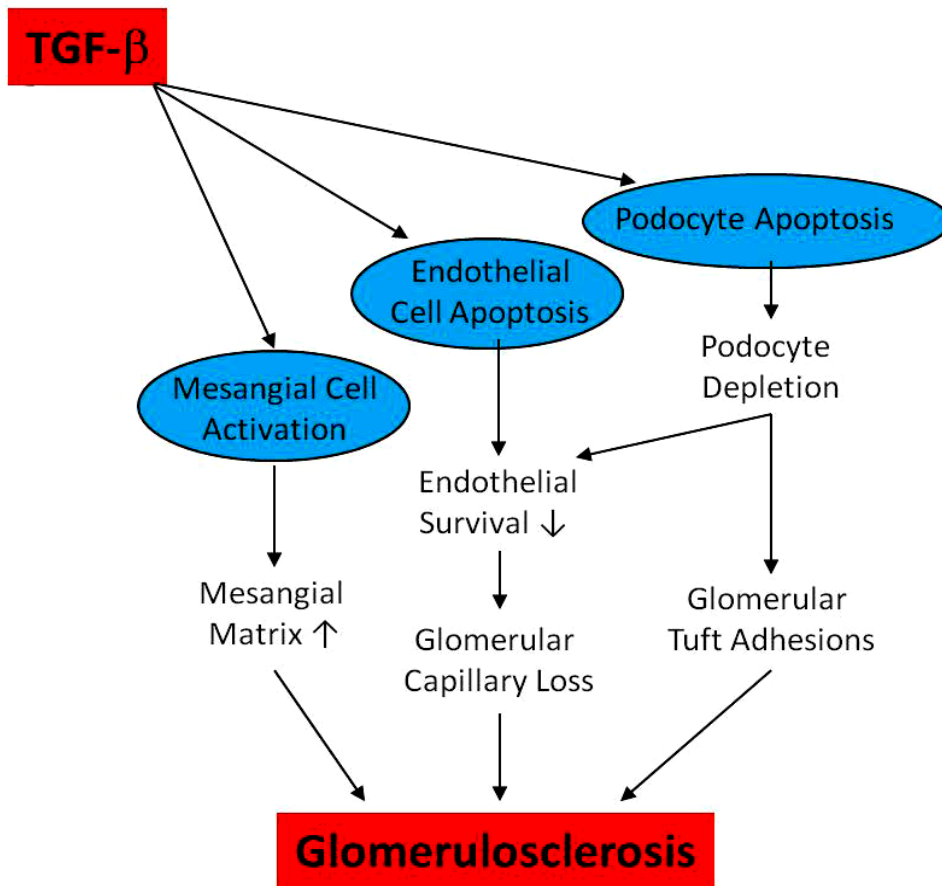 TGF-β
Podocyte Apoptosis
Endothelial
Cell Apoptosis
Podocyte
Depletion
Mesangial Cell
Activation
Endothelial
Survival ↓
Mesangial
Matrix ↑
Glomerular
Capillary Loss
Glomerular
Tuft Adhesions
Glomerulosclerosis